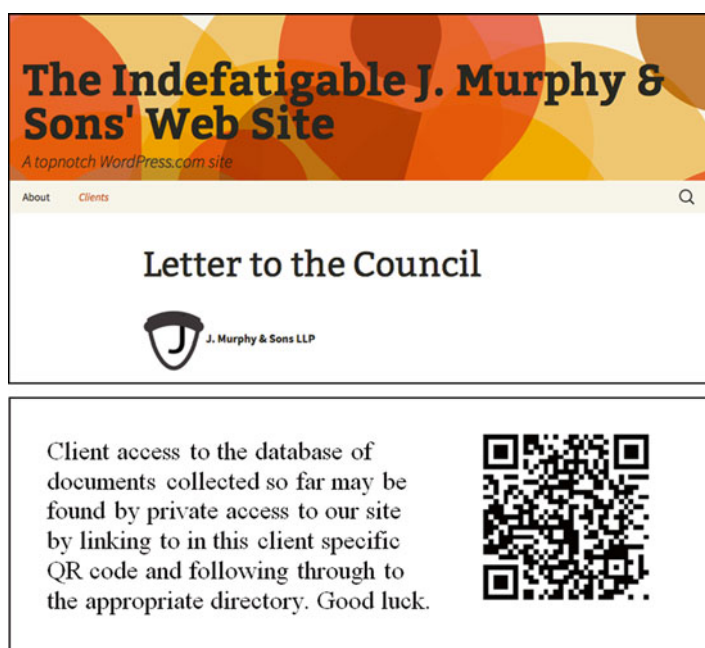 The Indefatigable J. Murphy &
Sons' Web Site
A topnotch WordPress.com site
About Clients
Letter to the Council
J J. Murphy & Sons LLP
Client access to the database of
documents collected so far may be
found by private access to our site
by linking to in this client specific
QR code and following through to
the appropriate directory. Good luck.